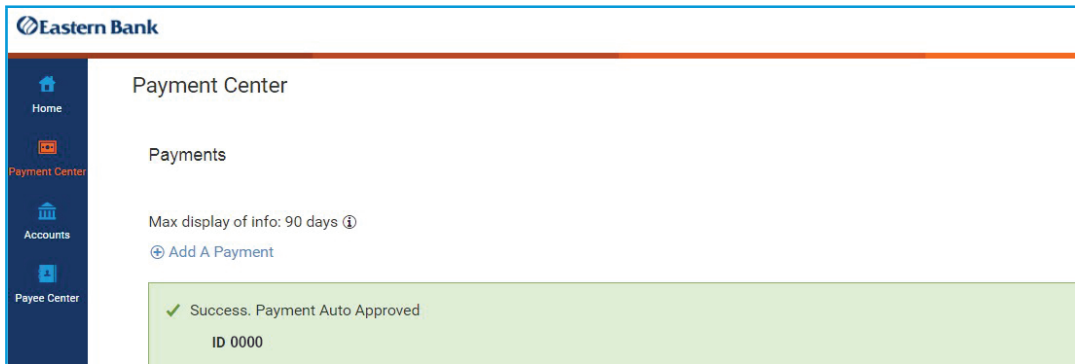 Eastern Bank
Home
Payment Center
Accounts
Payee Center
Payment Center
Payments
Max display of info: 90 days
Add A Payment
Success. Payment Auto Approved
ID 0000